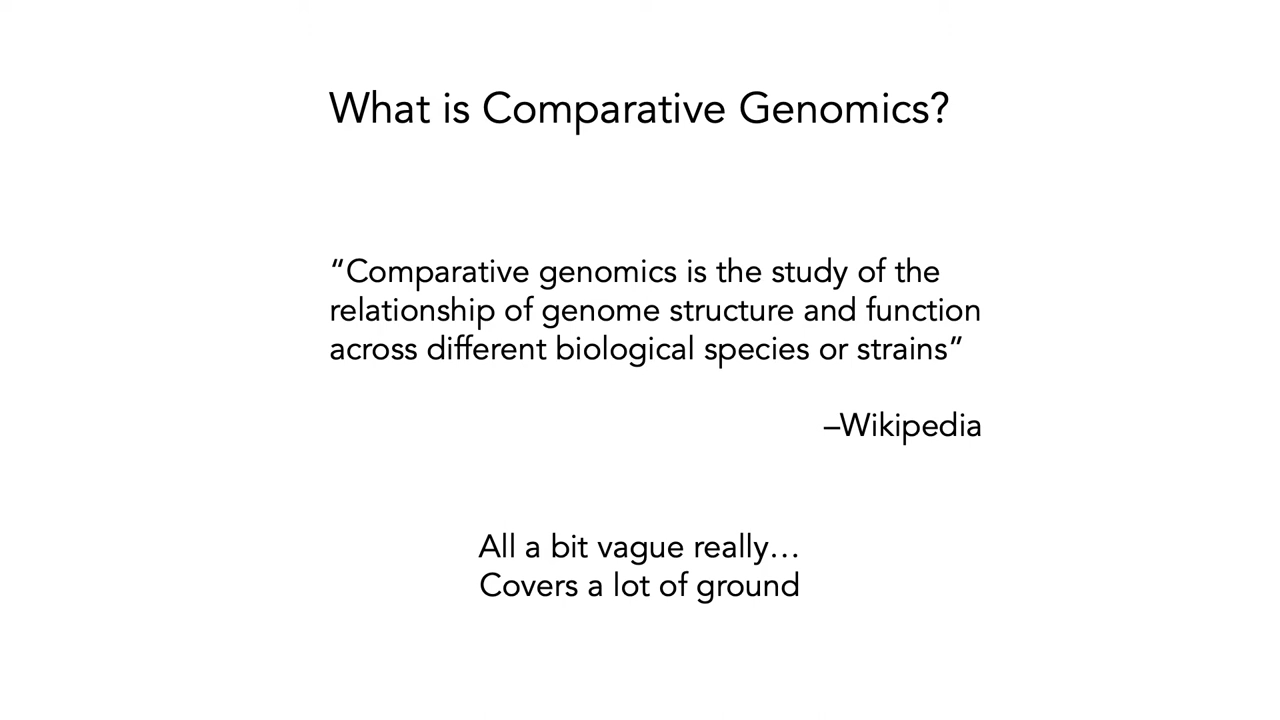 What is Comparative Genomics?
“Comparative genomics is the study of the
relationship of genome structure and function
across different biological species or strains”
–Wikipedia
All a bit vague really…
Covers a lot of ground